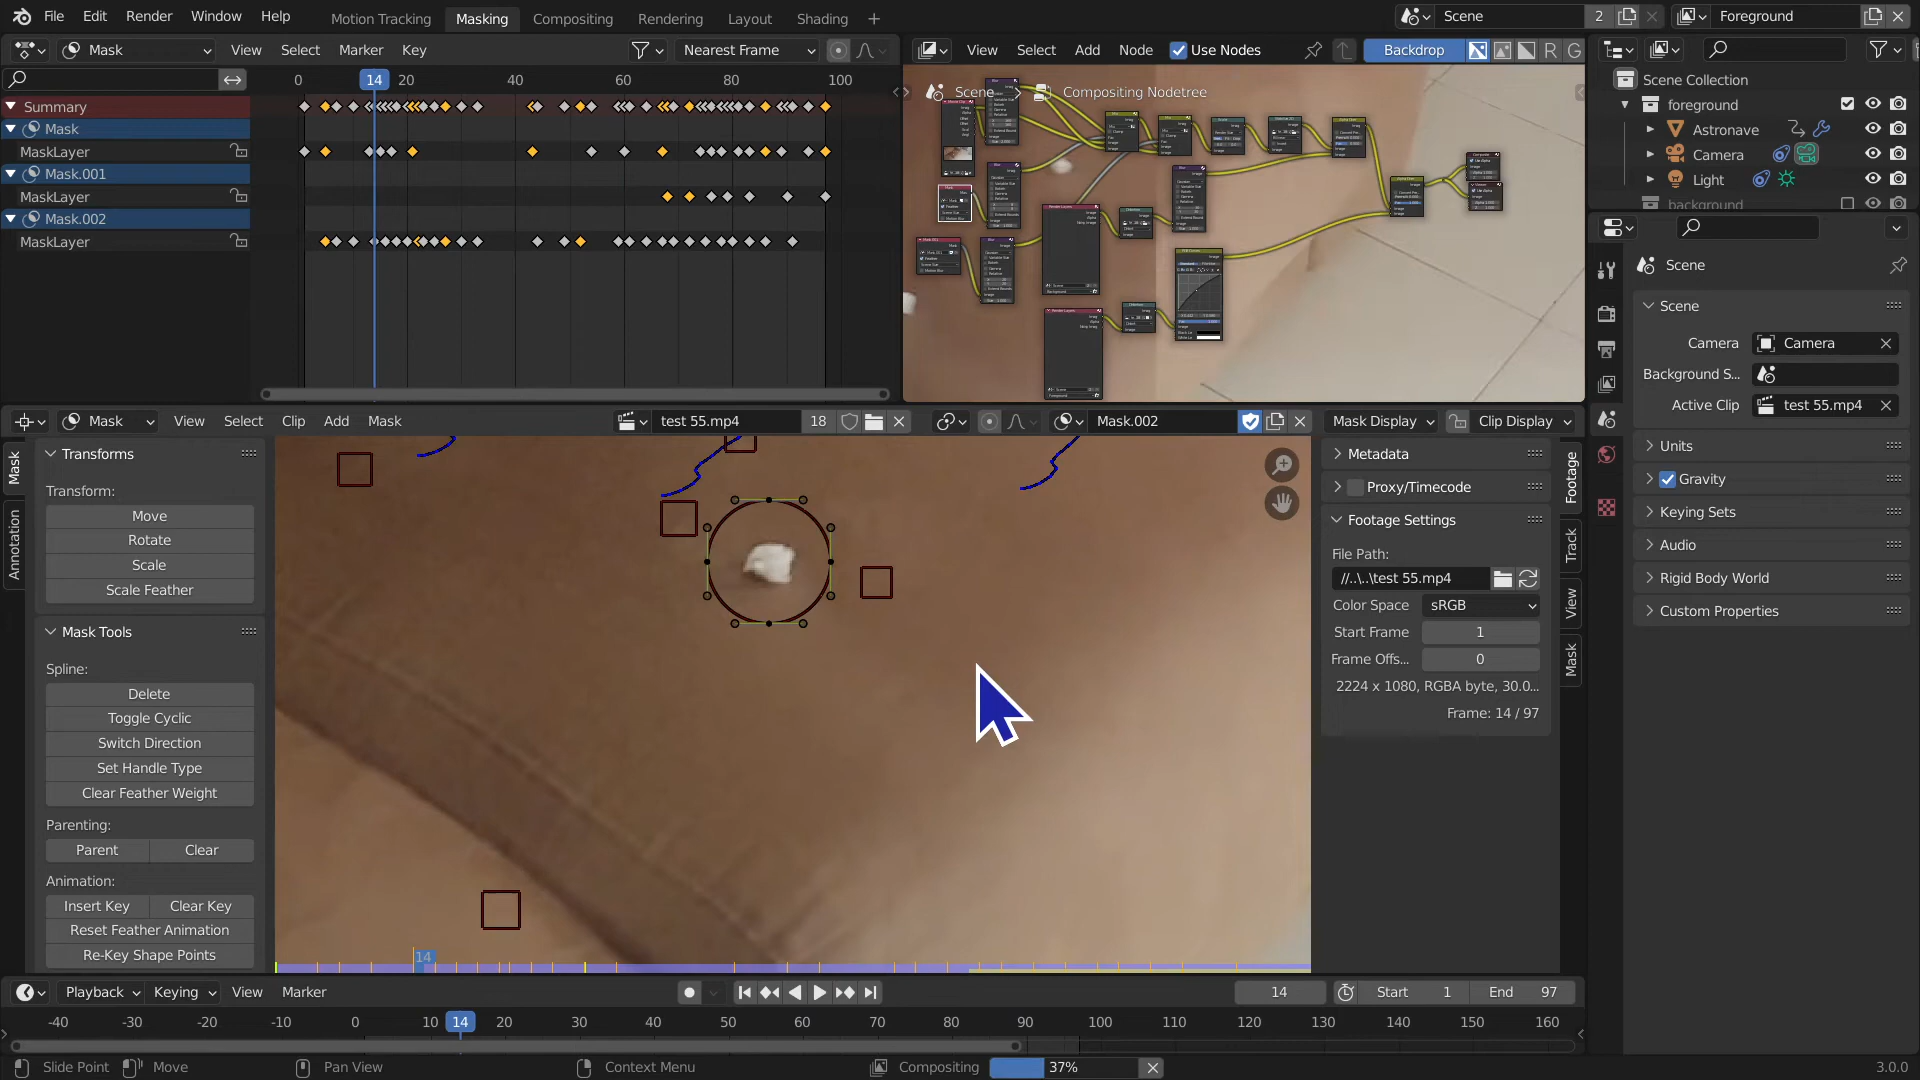 File Edit Render Window Help Motion Tracking Masking Compositing Rendering Layout Shading Scene 2 Foreground
Mask View Select Marker Key Nearest Frame
View Select Add Node Use Nodes Backdrop R G
0 14 20 40 60 80 100
Summary
Mask
MaskLayer
Mask.001
MaskLayer
Mask.002
MaskLayer
Scene Compositing Nodetree
Scene Collection
foreground
Astronave
Camera
Light
background
Scene
Scene
Camera Camera
Background S...
Active Clip test 55.mp4
Units
Gravity
Keying Sets
Audio
Rigid Body World
Custom Properties
Mask View Select Clip Add Mask test 55.mp4 18 Mask.002 Mask Display Clip Display
Mask
Annotation
Transforms
Transform:
Move
Rotate
Scale
Scale Feather
Mask Tools
Spline:
Delete
Toggle Cyclic
Switch Direction
Set Handle Type
Clear Feather Weight
Parenting:
Parent Clear
Animation:
Insert Key Clear Key
Reset Feather Animation
Re-Key Shape Points
14
Metadata
Proxy/Timecode
Footage Settings
File Path:
//..\..\test 55.mp4
Color Space sRGB
Start Frame 1
Frame Offs... 0
2224 x 1080, RGBA byte, 30.0...
Frame: 14 / 97
Footage
Track
View
Mask
Playback Keying View Marker 14 Start 1 End 97
-40 -30 -20 -10 0 10 14 20 30 40 50 60 70 80 90 100 110 120 130 140 150 160
Slide Point Move Pan View Context Menu Compositing 37% 3.0.0